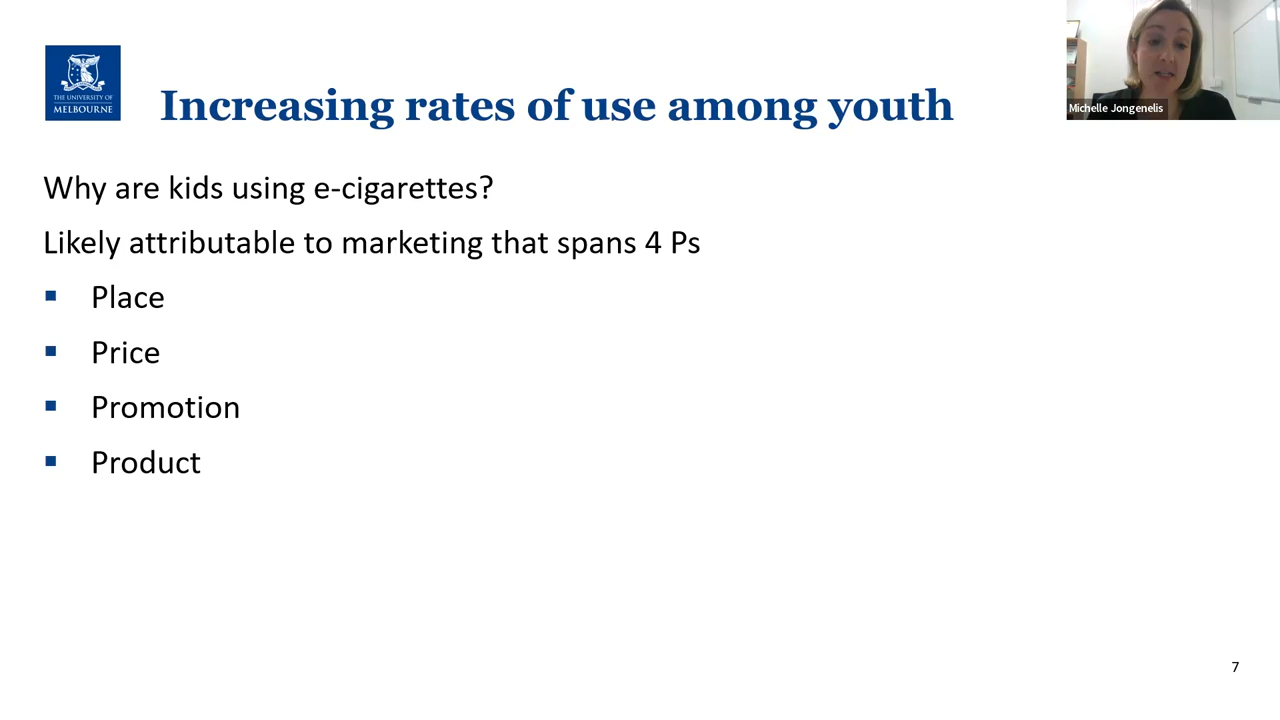 THE UNIVERSITY OF
MELBOURNE
Increasing rates of use among youth
Michelle Jongenelis
Why are kids using e-cigarettes?
Likely attributable to marketing that spans 4 Ps
▪ Place
▪ Price
▪ Promotion
▪ Product
7